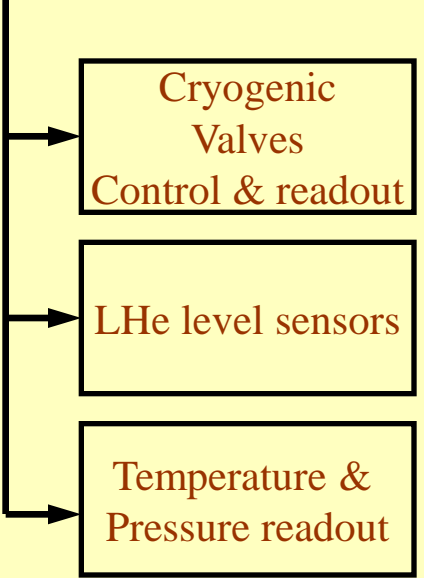 Cryogenic
Valves
Control & readout
LHe level sensors
Temperature &
Pressure readout